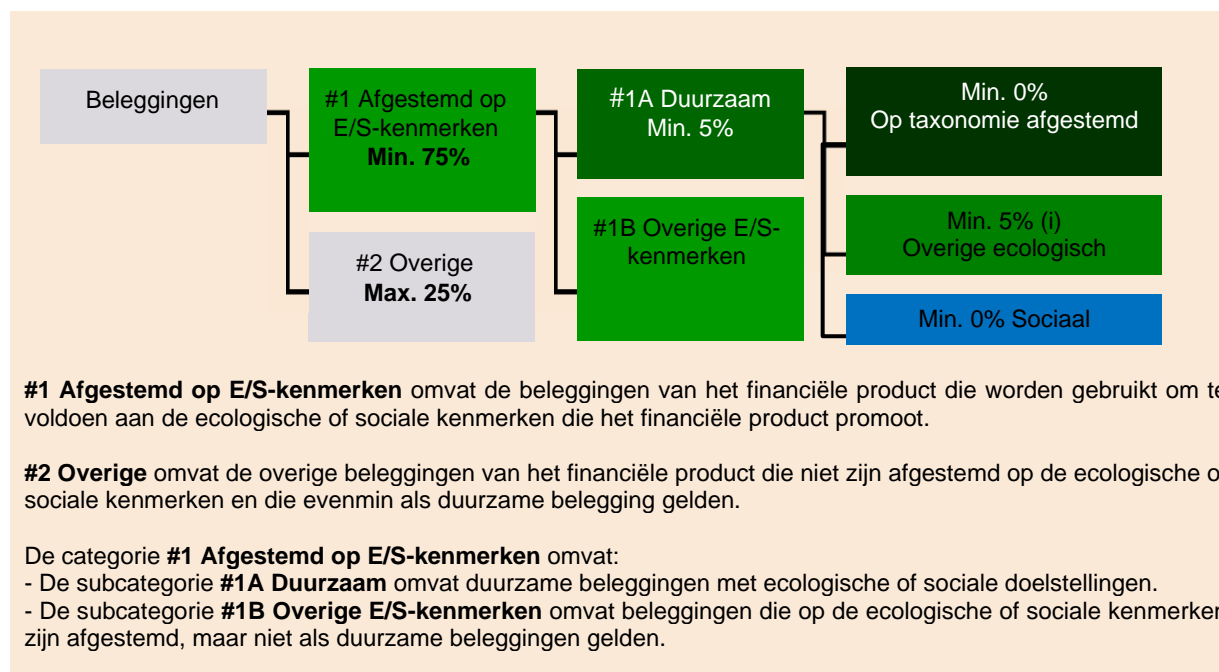 Beleggingen
#1 Afgestemd op
E/S-kenmerken
Min. 75%
#2 Overige
Max. 25%
#1A Duurzaam
Min. 5%
#1B Overige E/S-
kenmerken
Min. 0%
Op taxonomie afgestemd
Min. 5% (i)
Overige ecologisch
Min. 0% Sociaal
#1 Afgestemd op E/S-kenmerken omvat de beleggingen van het financiële product die worden gebruikt om te
voldoen aan de ecologische of sociale kenmerken die het financiële product promoot.
#2 Overige omvat de overige beleggingen van het financiële product die niet zijn afgestemd op de ecologische o
sociale kenmerken en die evenmin als duurzame belegging gelden.
De categorie #1 Afgestemd op E/S-kenmerken omvat:
- De subcategorie #1A Duurzaam omvat duurzame beleggingen met ecologische of sociale doelstellingen.
- De subcategorie #1B Overige E/S-kenmerken omvat beleggingen die op de ecologische of sociale kenmerken
zijn afgestemd, maar niet als duurzame beleggingen gelden.